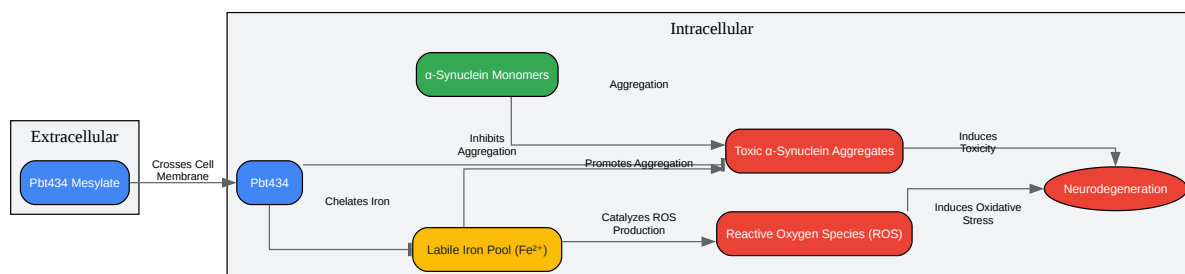 Intracellular
α-Synuclein Monomers
Aggregation
Extracellular
Inhibits
Aggregation
Induces
Toxicity
Toxic α-Synuclein Aggregates
Crosses Cell
Membrane
Promotes Aggregation
Pbt434 Mesylate
Pbt434
Neurodegeneration
Chelates Iron
Catalyzes ROS
Production
Induces Oxidative
Stress
Labile Iron Pool (Fe²⁺)
Reactive Oxygen Species (ROS)